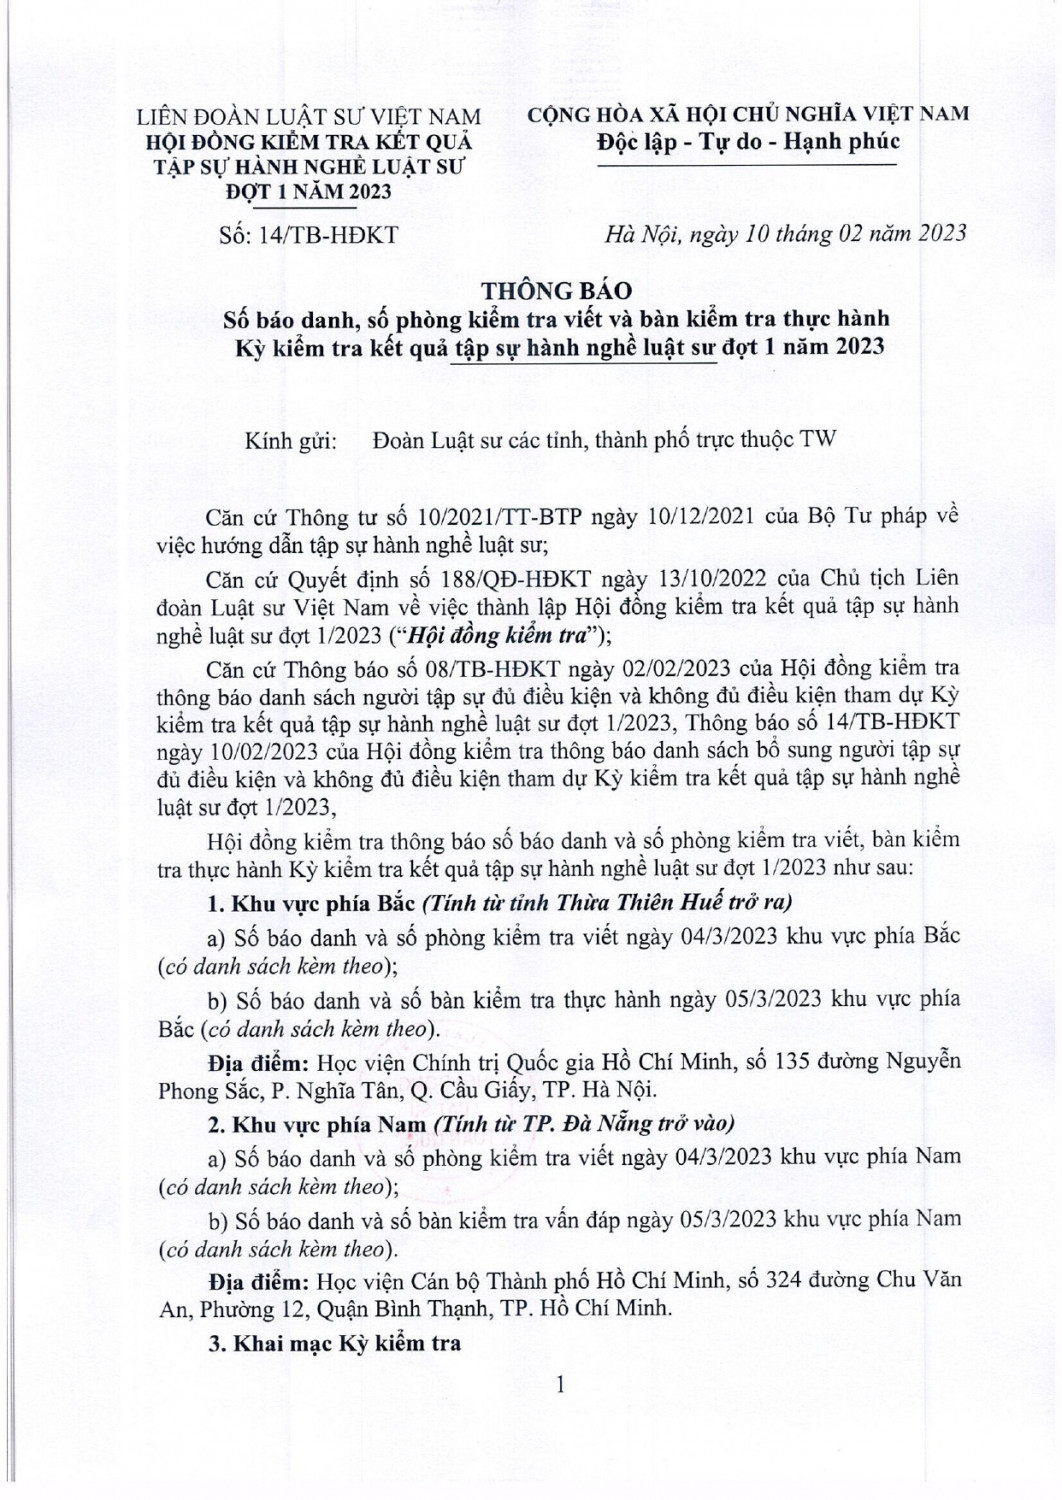 LIÊN ĐOÀN LUẬT SƯ VIỆT NAM
HỘI ĐỒNG KIỂM TRA KẾT QUẢ
TẬP SỰ HÀNH NGHỀ LUẬT SƯ
ĐỢT 1 NĂM 2023
Số: 14/TB-HĐKT
CỘNG HÒA XÃ HỘI CHỦ NGHĨA VIỆT NAM
Độc lập - Tự do - Hạnh phúc
Hà Nội, ngày 10 tháng 02 năm 2023
THÔNG BÁO
Số báo danh, số phòng kiểm tra viết và bàn kiểm tra thực hành
Kỳ kiểm tra kết quả tập sự hành nghề luật sư đợt 1 năm 2023
Kính gửi: Đoàn Luật sư các tỉnh, thành phố trực thuộc TW
Căn cứ Thông tư số 10/2021/TT-BTP ngày 10/12/2021 của Bộ Tư pháp về
việc hướng dẫn tập sự hành nghề luật sư;
Căn cứ Quyết định số 188/QĐ-HĐKT ngày 13/10/2022 của Chủ tịch Liên
đoàn Luật sư Việt Nam về việc thành lập Hội đồng kiểm tra kết quả tập sự hành
nghề luật sư đợt 1/2023 (“Hội đồng kiểm tra”);
Căn cứ Thông báo số 08/TB-HĐKT ngày 02/02/2023 của Hội đồng kiểm tra
thông báo danh sách người tập sự đủ điều kiện và không đủ điều kiện tham dự Kỳ
kiểm tra kết quả tập sự hành nghề luật sư đợt 1/2023, Thông báo số 14/TB-HĐKT
ngày 10/02/2023 của Hội đồng kiểm tra thông báo danh sách bổ sung người tập sự
đủ điều kiện và không đủ điều kiện tham dự Kỳ kiểm tra kết quả tập sự hành nghề
luật sư đợt 1/2023,
Hội đồng kiểm tra thông báo số báo danh và số phòng kiểm tra viết, bàn kiểm
tra thực hành Kỳ kiểm tra kết quả tập sự hành nghề luật sư đợt 1/2023 như sau:
1. Khu vực phía Bắc (Tính từ tỉnh Thừa Thiên Huế trở ra)
a) Số báo danh và số phòng kiểm tra viết ngày 04/3/2023 khu vực phía Bắc
(có danh sách kèm theo);
b) Số báo danh và số bàn kiểm tra thực hành ngày 05/3/2023 khu vực phía
Bắc (có danh sách kèm theo).
Địa điểm: Học viện Chính trị Quốc gia Hồ Chí Minh, số 135 đường Nguyễn
Phong Sắc, P. Nghĩa Tân, Q. Cầu Giấy, TP. Hà Nội.
2. Khu vực phía Nam (Tính từ TP. Đà Nẵng trở vào)
a) Số báo danh và số phòng kiểm tra viết ngày 04/3/2023 khu vực phía Nam
(có danh sách kèm theo);
b) Số báo danh và số bàn kiểm tra vấn đáp ngày 05/3/2023 khu vực phía Nam
(có danh sách kèm theo).
Địa điểm: Học viện Cán bộ Thành phố Hồ Chí Minh, số 324 đường Chu Văn
An, Phường 12, Quận Bình Thạnh, TP. Hồ Chí Minh.
3. Khai mạc Kỳ kiểm tra
1